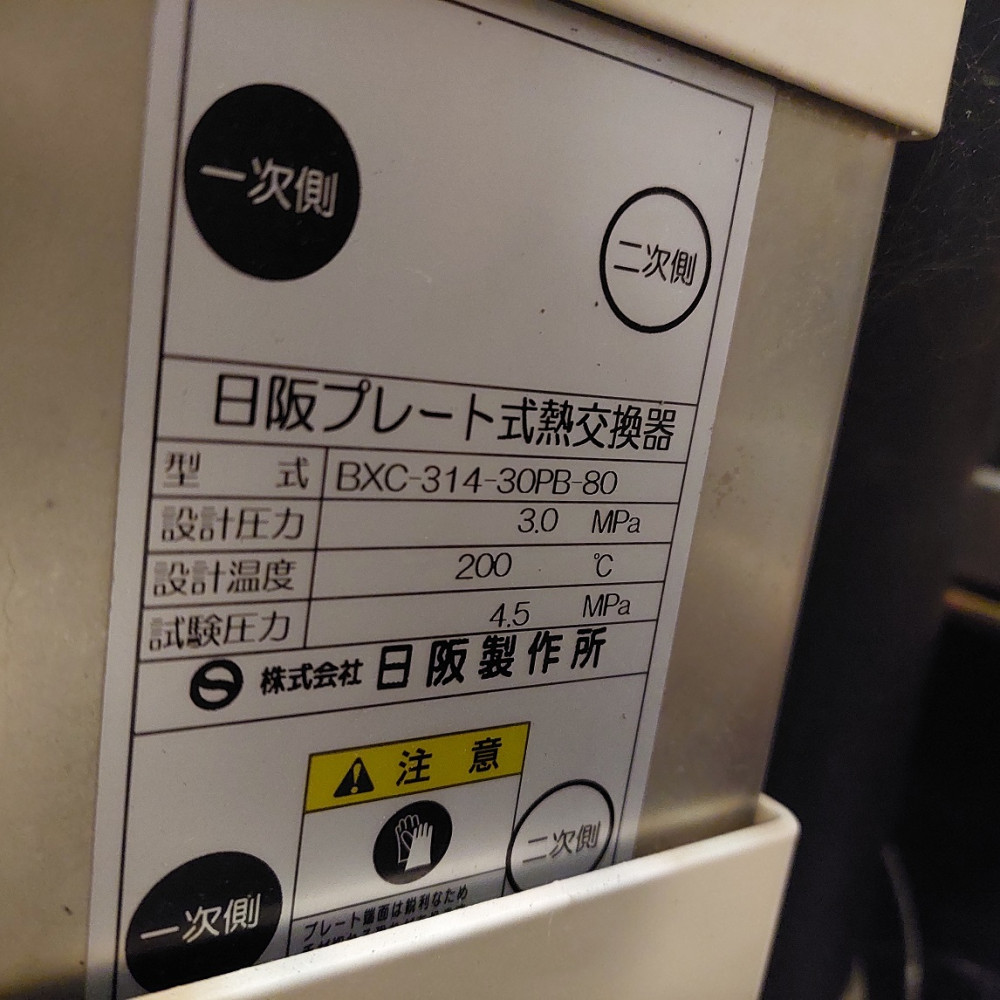 一次側
二次側
日阪プレート式熱交換器
型 式 BXC-314-30PB-80
設計圧力 3.0 MPa
設計温度 200 ℃
試験圧力 4.5 MPa
株式会社 日阪製作所
注 意
二次側
一次側
プレート端面は鋭利なため